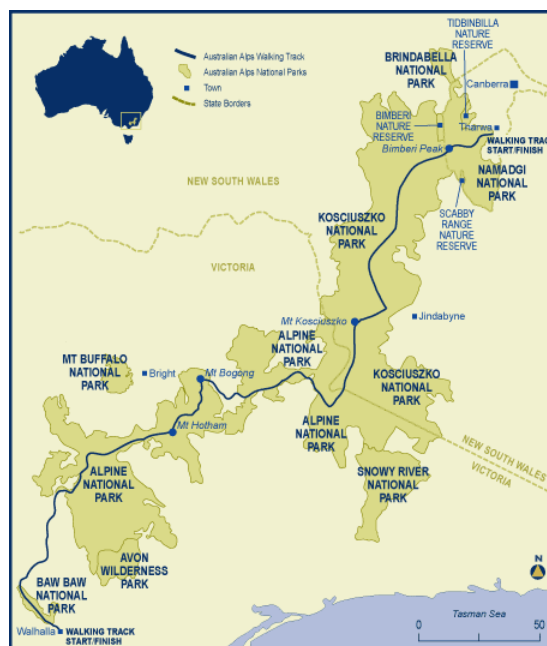 Australian Alps Walking Track
Australian Alps National Parks
Town
State Borders
TIDBINBILLA
NATURE
RESERVE
BRINDABELLA
NATIONAL
PARK
Canberra
BIMBERI
NATURE
RESERVE
Tharwa
WALKING TRACK
START/FINISH
Bimberi Peak
NAMADGI
NATIONAL
PARK
SCABBY
RANGE
NATURE
RESERVE
NEW SOUTH WALES
KOSCIUSZKO
NATIONAL
PARK
VICTORIA
Mt Kosciuszko
Jindabyne
ALPINE
NATIONAL
PARK
MT BUFFALO
NATIONAL
PARK
Bright
Mt Bogong
KOSCIUSZKO
NATIONAL
PARK
Mt Hotham
ALPINE
NATIONAL
PARK
NEW SOUTH WALES
VICTORIA
ALPINE
NATIONAL
PARK
SNOWY RIVER
NATIONAL
PARK
AVON
WILDERNESS
PARK
BAW BAW
NATIONAL
PARK
N
Walhalla
WALKING TRACK
START/FINISH
Tasman Sea
0
50